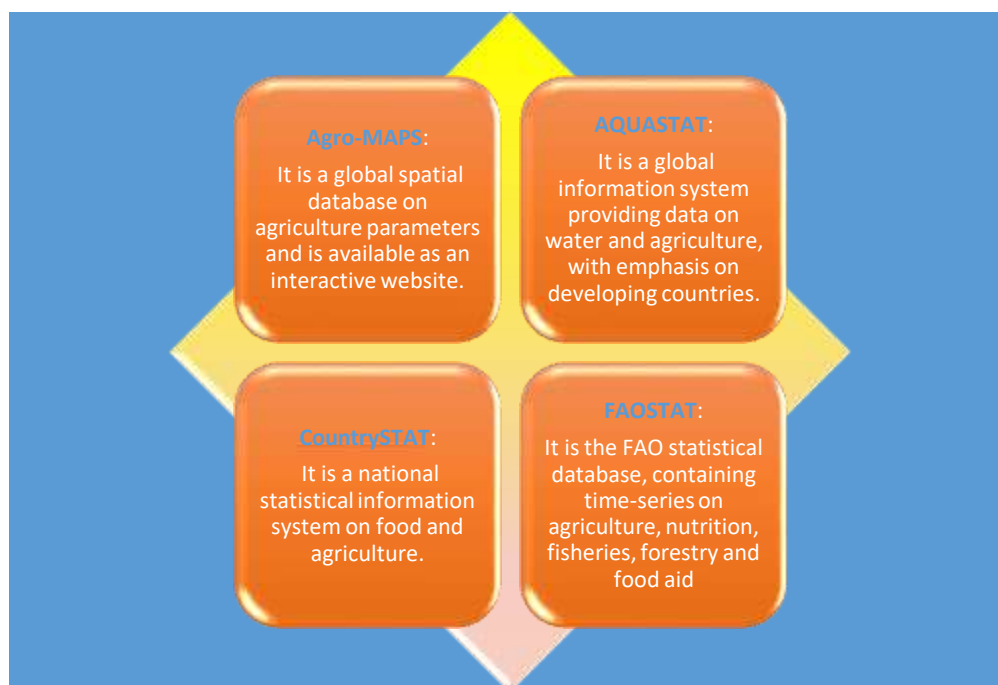 Agro-MAPS:
It is a global spatial
database on
agriculture parameters
and is available as an
interactive website.
AQUASTAT:
It is a global
information system
providing data on
water and agriculture,
with emphasis on
developing countries.
CountrySTAT:
It is a national
statistical information
system on food and
agriculture.
FAOSTAT:
It is the FAO statistical
database, containing
time-series on
agriculture, nutrition,
fisheries, forestry and
food aid